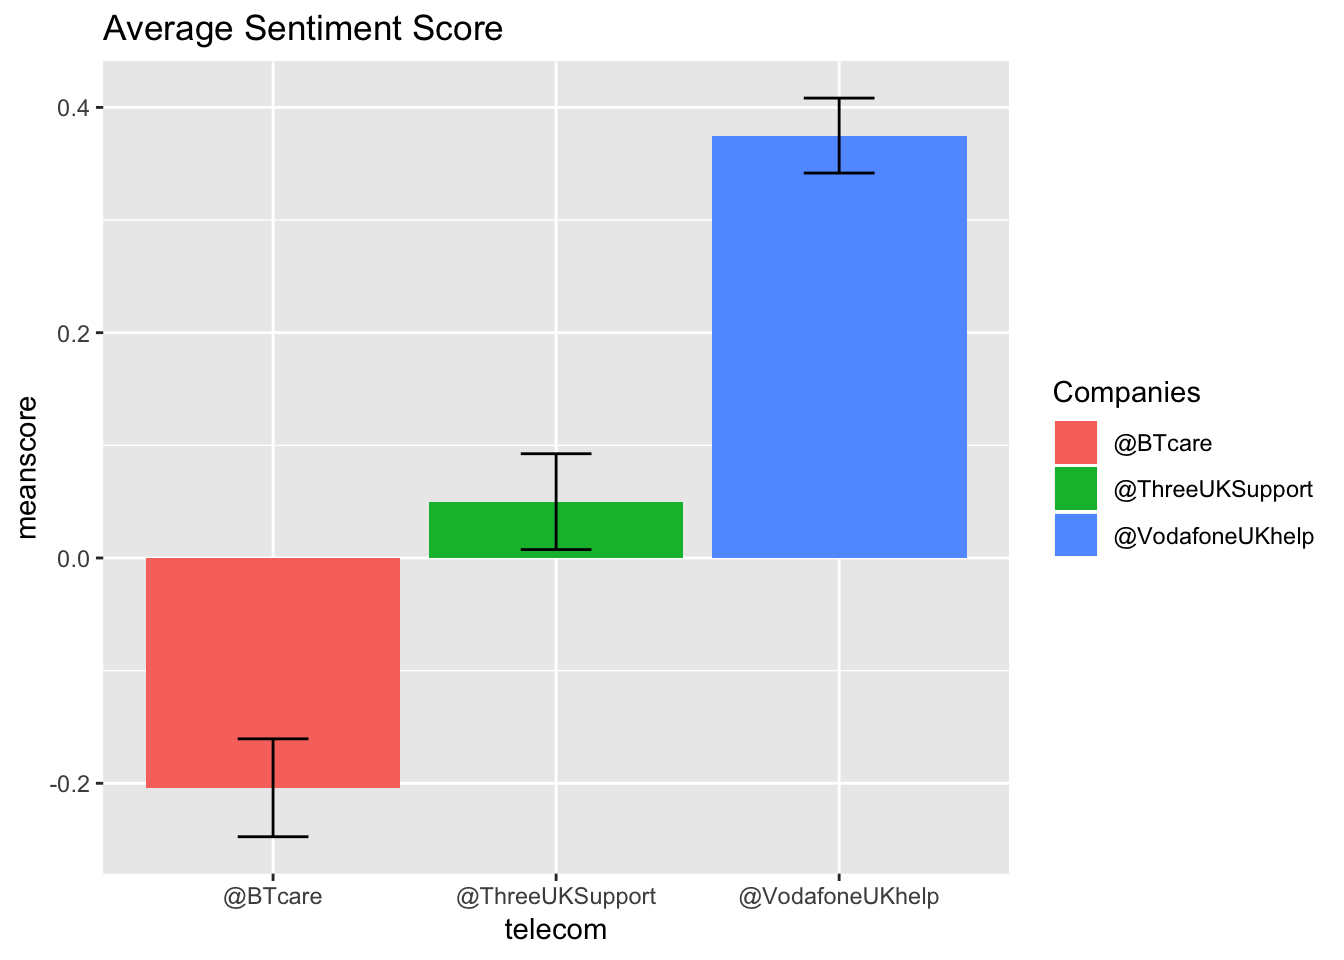 Average Sentiment Score
meanscore
0.4
0.2
0.0
-0.2
@BTcare
@ThreeUKSupport
@VodafoneUKhelp
telecom
Companies
@BTcare
@ThreeUKSupport
@VodafoneUKhelp